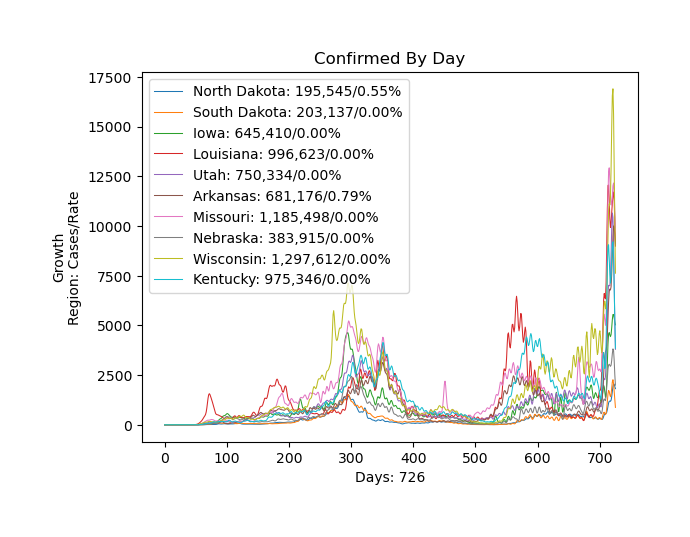 Confirmed By Day
17500
15000
12500
10000
7500
5000
2500
0
Growth
Region: Cases/Rate
North Dakota: 195,545/0.55%
South Dakota: 203,137/0.00%
Iowa: 645,410/0.00%
Louisiana: 996,623/0.00%
Utah: 750,334/0.00%
Arkansas: 681,176/0.79%
Missouri: 1,185,498/0.00%
Nebraska: 383,915/0.00%
Wisconsin: 1,297,612/0.00%
Kentucky: 975,346/0.00%
0 100 200 300 400 500 600 700
Days: 726